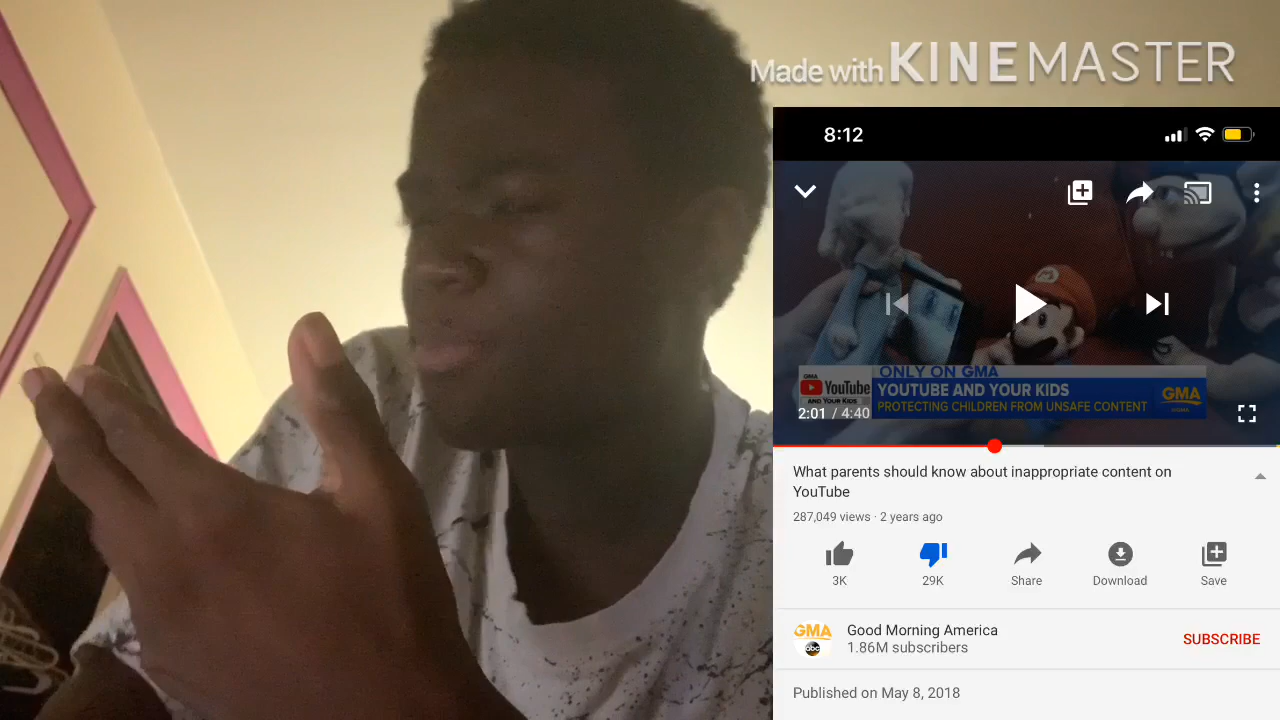 Made with KINEMASTER
8:12
ONLY ON GMA
GMA
YouTube
AND YOUR KIDS
YOUTUBE AND YOUR KIDS
PROTECTING CHILDREN FROM UNSAFE CONTENT
GMA
2:01 / 4:40
What parents should know about inappropriate content on
YouTube
287,049 views · 2 years ago
3K
29K
Share
Download
Save
GMA
abc
Good Morning America
1.86M subscribers
SUBSCRIBE
Published on May 8, 2018